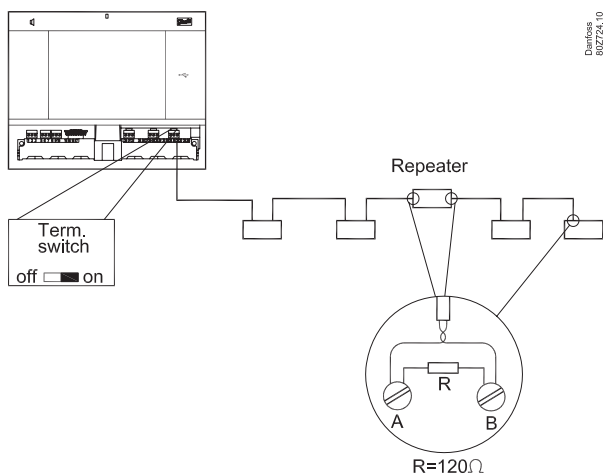 Danfoss
80Z724.10
Repeater
Term.
switch
off on
R
A B
R=120Ω